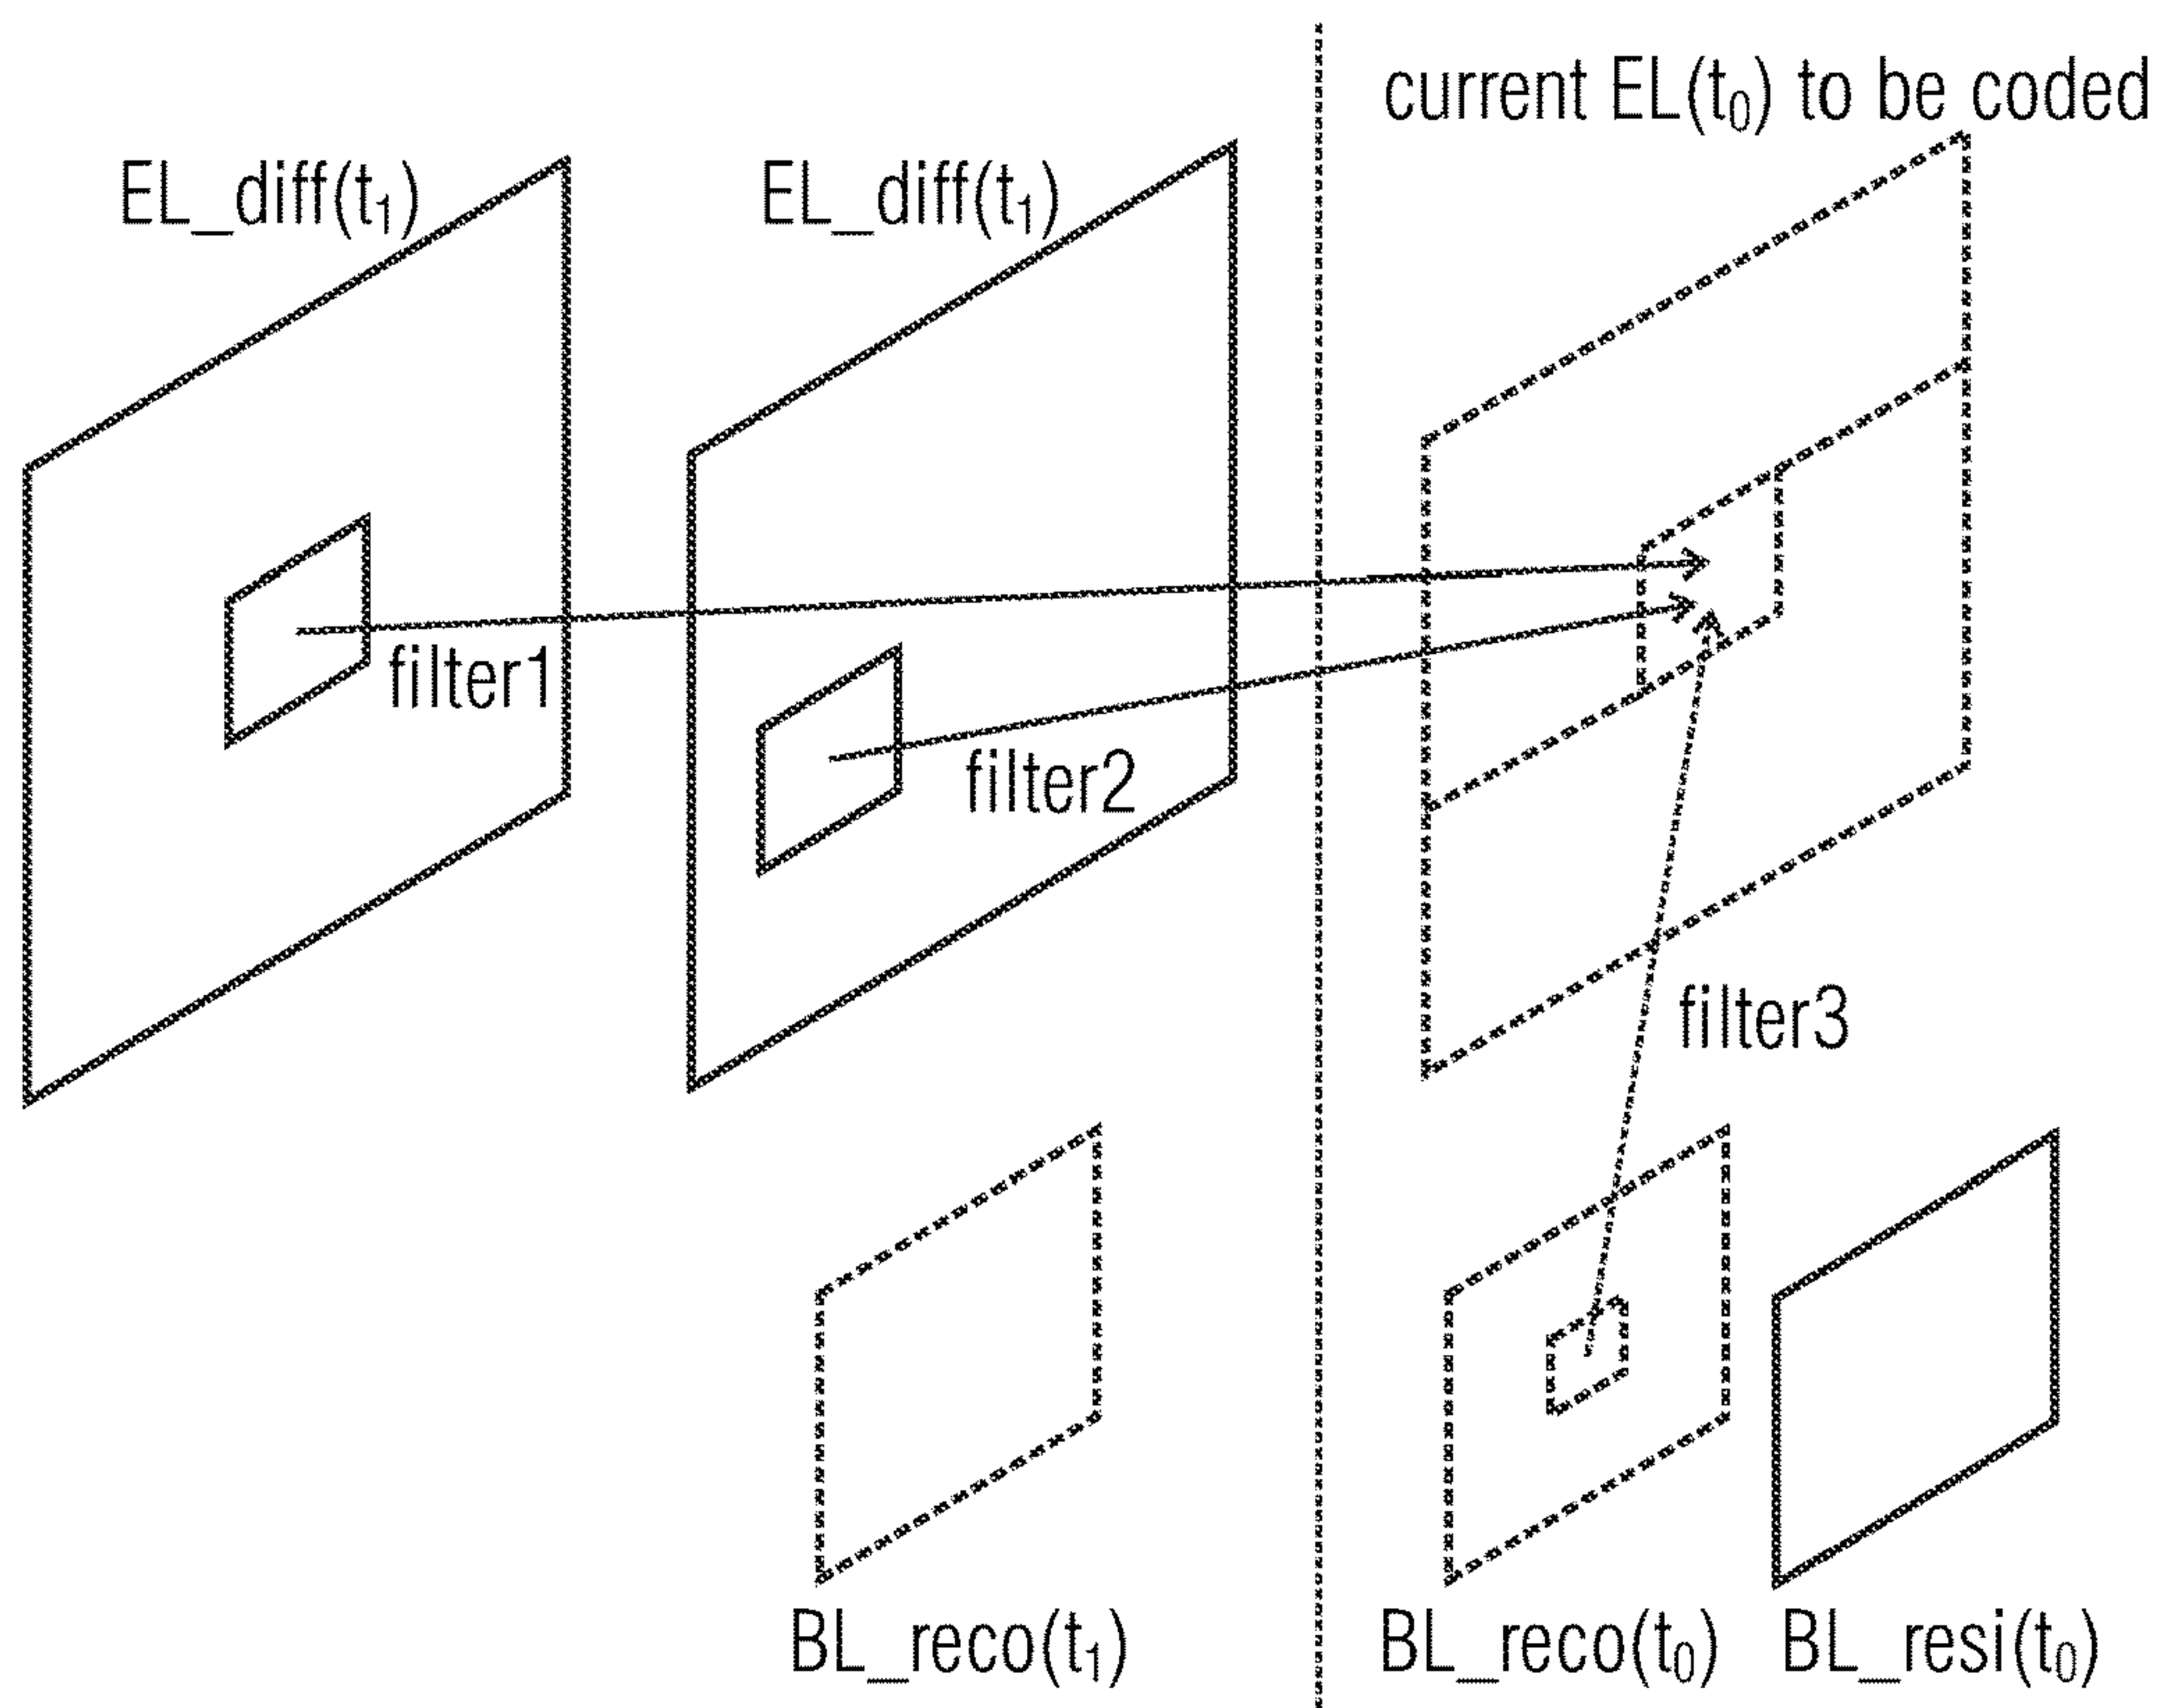 current EL(t₀) to be coded
EL_diff(t₁)
EL_diff(t₁)
filter1
filter2
filter3
BL_reco(t₁)
BL_reco(t₀)
BL_resi(t₀)